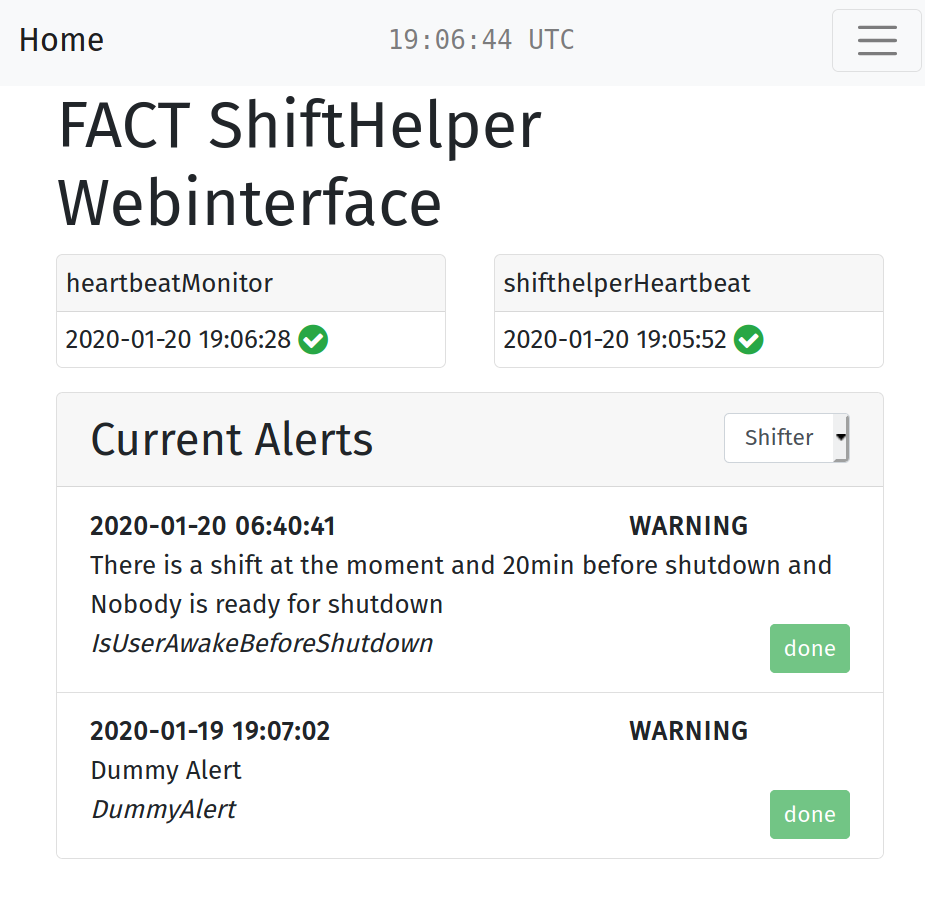 Home
19:06:44 UTC
FACT ShiftHelper
Webinterface
heartbeatMonitor
2020-01-20 19:06:28
shifthelperHeartbeat
2020-01-20 19:05:52
Current Alerts
Shifter
2020-01-20 06:40:41
WARNING
There is a shift at the moment and 20min before shutdown and
Nobody is ready for shutdown
IsUserAwakeBeforeShutdown
done
2020-01-19 19:07:02
WARNING
Dummy Alert
DummyAlert
done